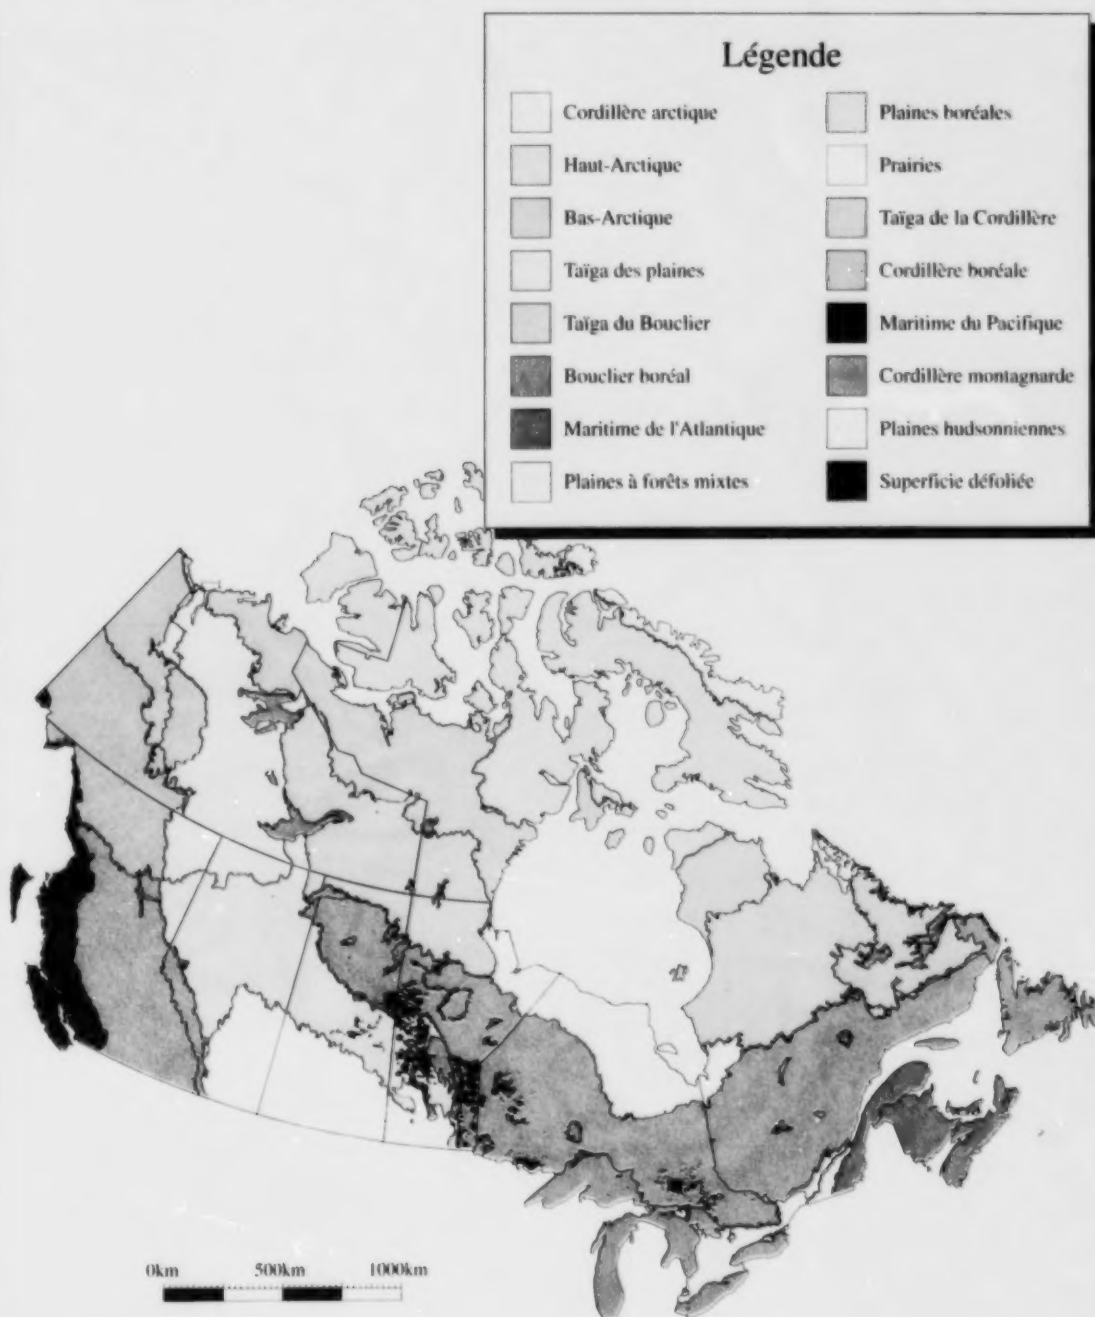 Légende
Cordillère arctique
Haut-Arctique
Bas-Arctique
Taïga des plaines
Taïga du Bouclier
Bouclier boréal
Maritime de l'Atlantique
Plaines à forêts mixtes
Plaines boréales
Prairies
Taïga de la Cordillère
Cordillère boréale
Maritime du Pacifique
Cordillère montagnarde
Plaines hudsonniennes
Superficie défoliée
0km 500km 1000km